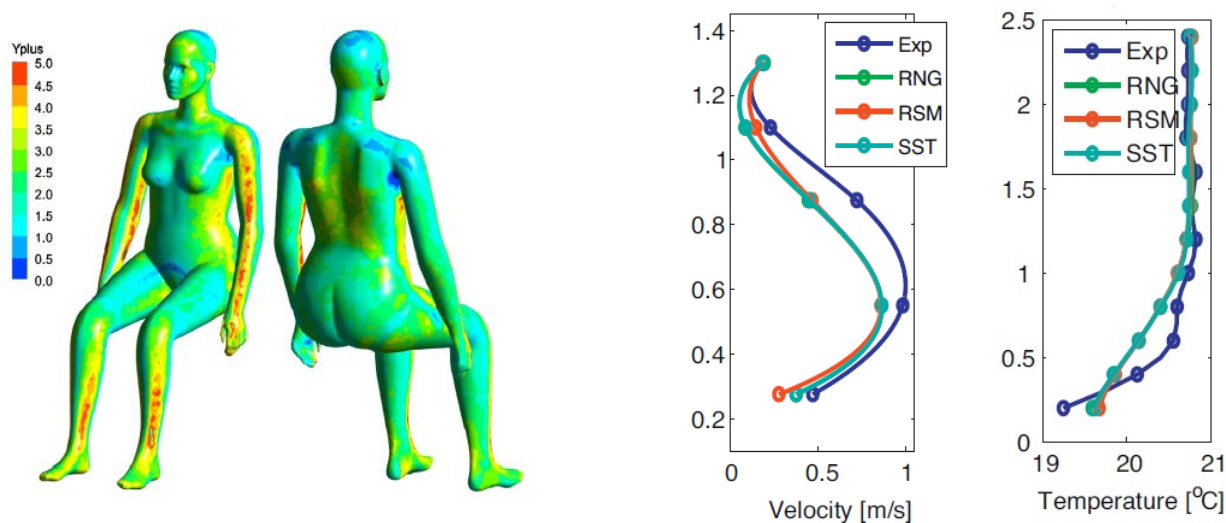 Yplus
5.0
4.5
4.0
3.5
3.0
2.5
2.0
1.5
1.0
0.5
0.0
1.4
1.2
1
0.8
0.6
0.4
0.2
0
0.5
1
Velocity [m/s]
Exp
RNG
RSM
SST
2.5
2
1.5
1
0.5
0
19
20
21
Temperature [°C]
Exp
RNG
RSM
SST